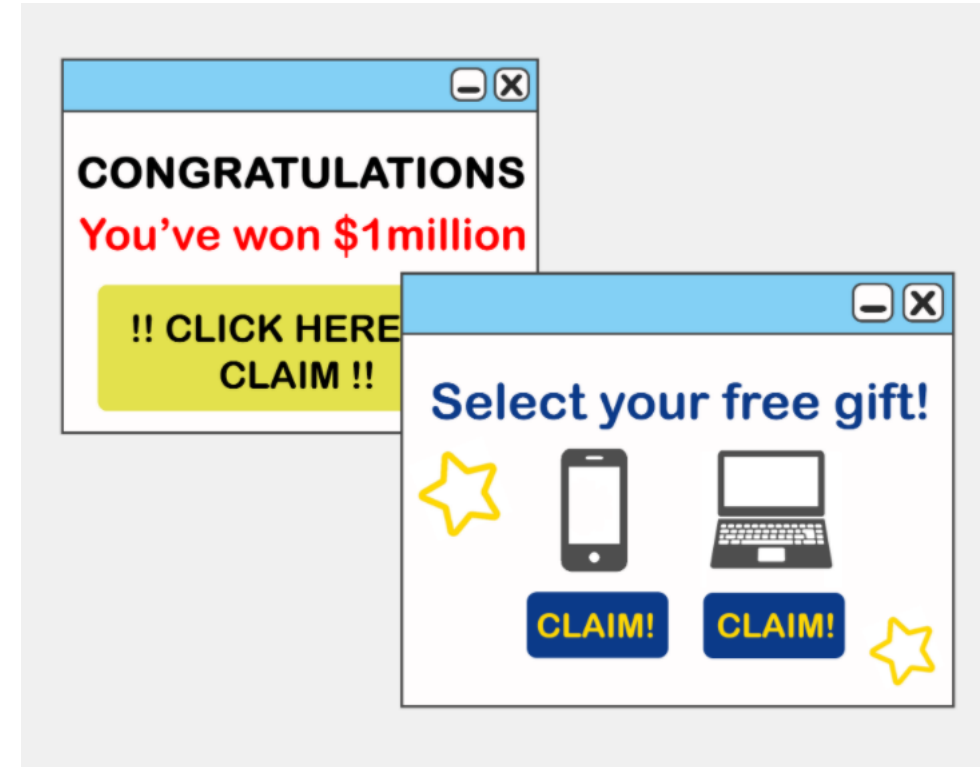 CONGRATULATIONS
You've won $1million
!! CLICK HERE
CLAIM !!
Select your free gift!
CLAIM! CLAIM!